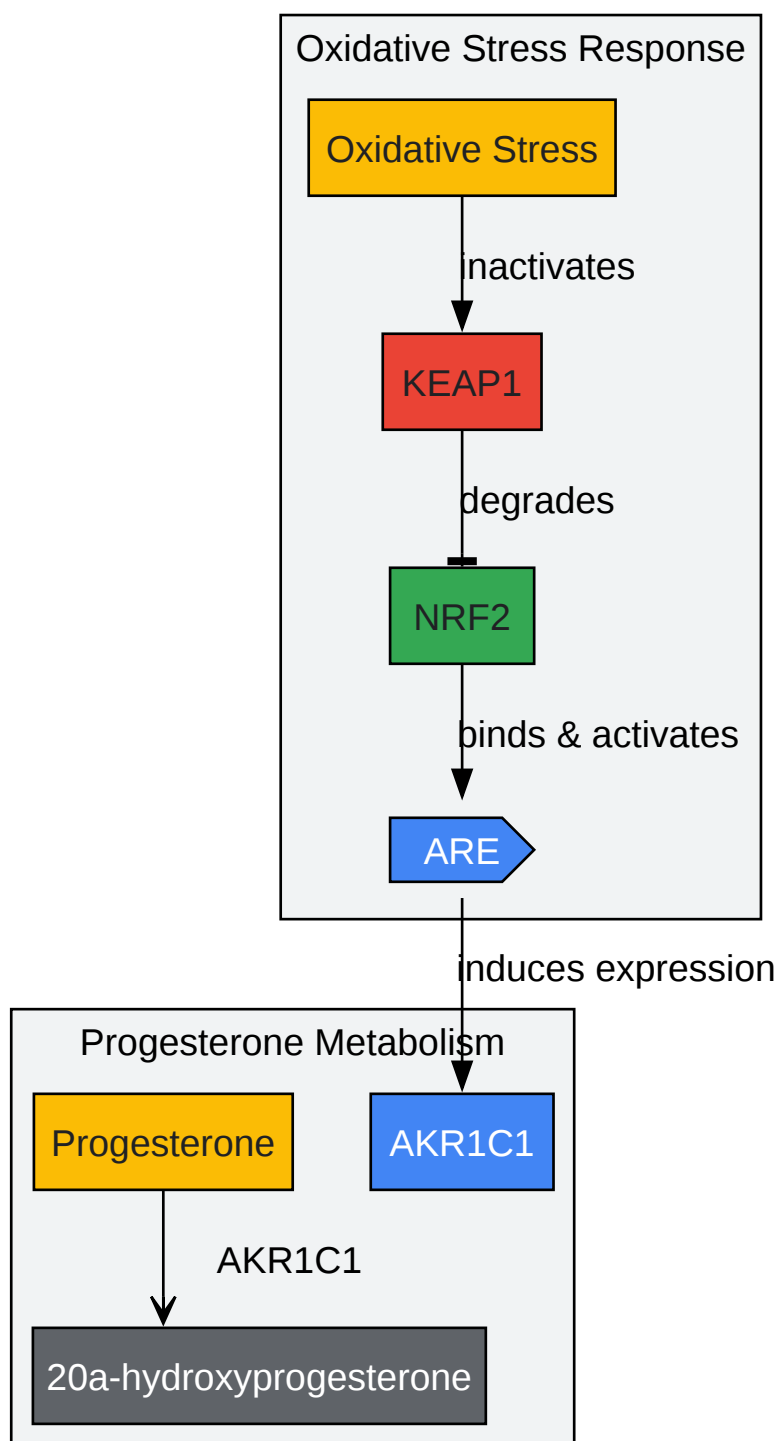 Oxidative Stress Response
Oxidative Stress
inactivates
KEAP1
degrades
NRF2
binds & activates
ARE
induces expression
Progesterone Metabolism
Progesterone
AKR1C1
AKR1C1
20a-hydroxyprogesterone